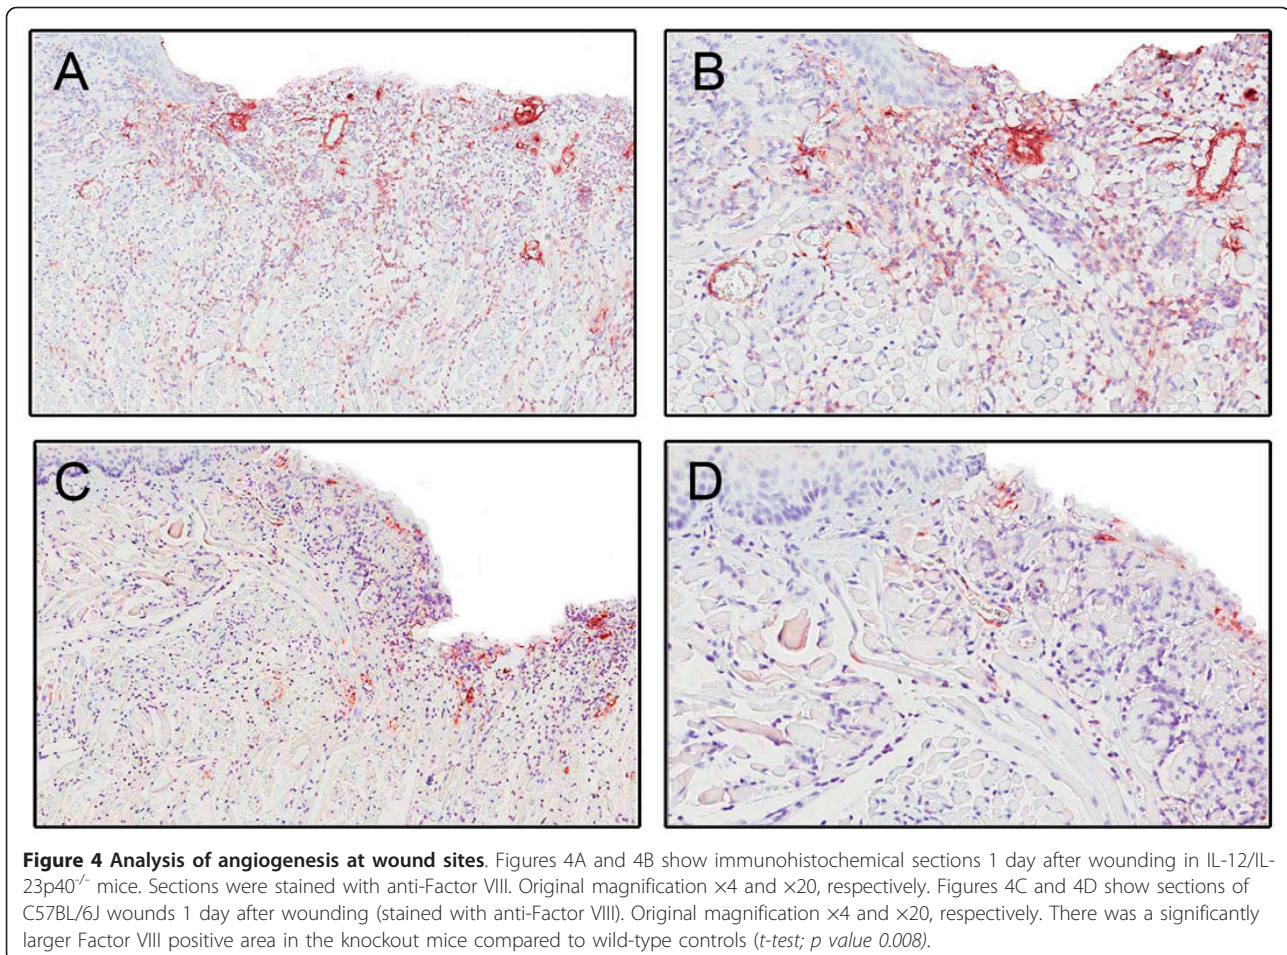 A
B
C
D
Figure 4 Analysis of angiogenesis at wound sites. Figures 4A and 4B show immunohistochemical sections 1 day after wounding in IL-12/IL-
23p40-/- mice. Sections were stained with anti-Factor VIII. Original magnification ×4 and ×20, respectively. Figures 4C and 4D show sections of
C57BL/6J wounds 1 day after wounding (stained with anti-Factor VIII). Original magnification ×4 and ×20, respectively. There was a significantly
larger Factor VIII positive area in the knockout mice compared to wild-type controls (t-test; p value 0.008).